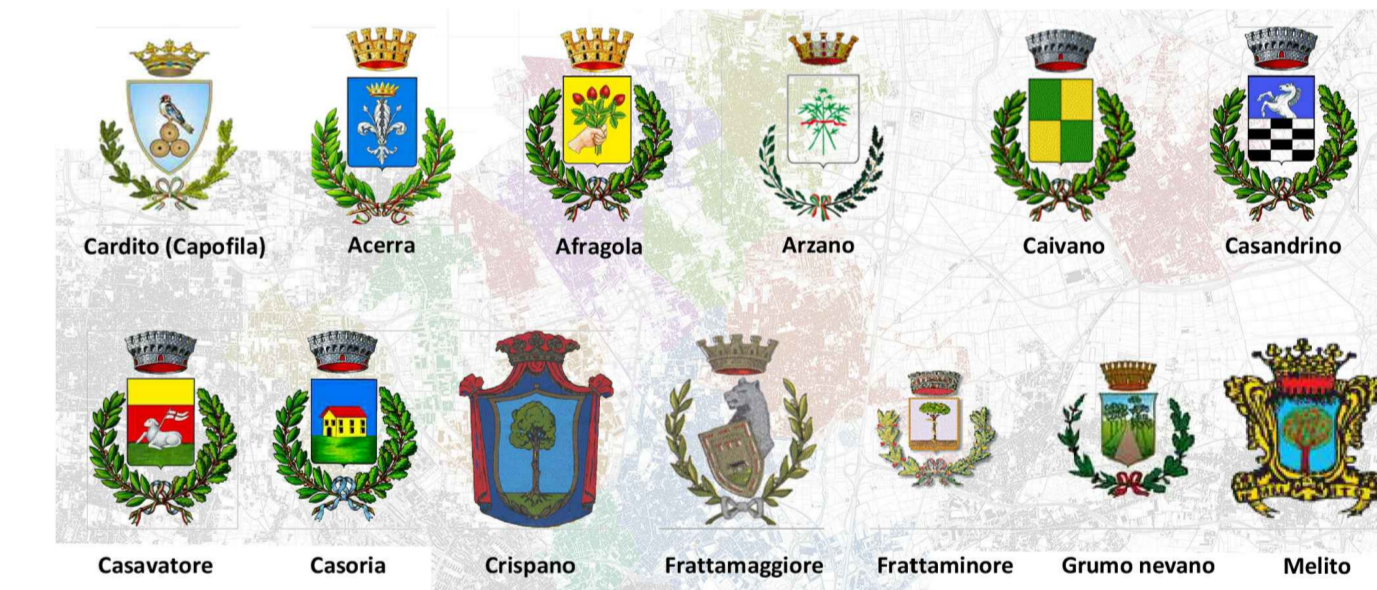 Cardito (Capofila) Acerra Afragola Arzano Caivano Casandrino
Casavatore Casoria Crispano Frattamaggiore Frattaminore Grumo nevano Melito